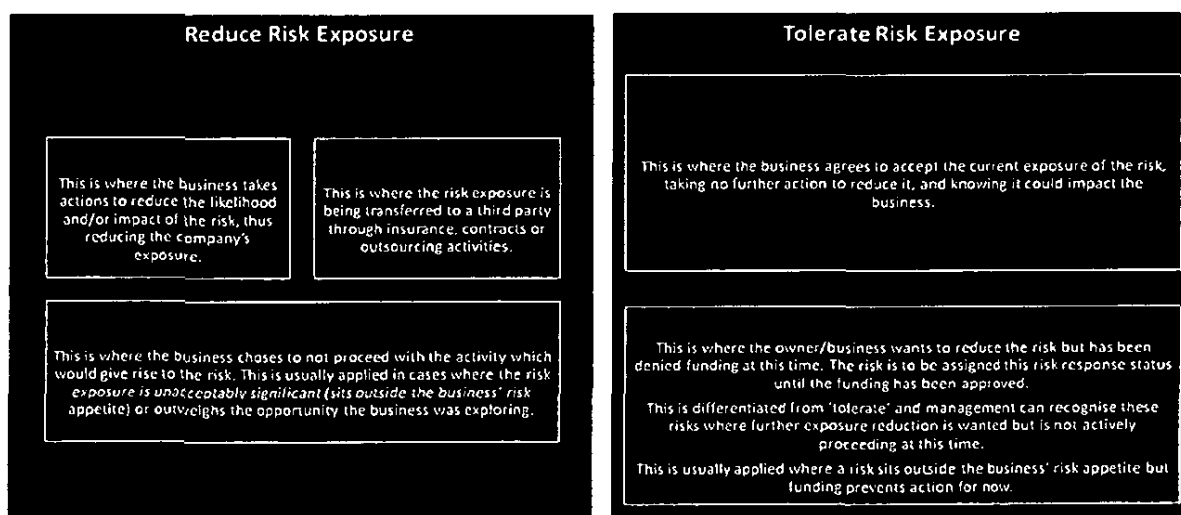 Reduce Risk Exposure
This is where the business takes
actions to reduce the likelihood
and/or impact of the risk, thus
reducing the company's
exposure.
This is where the risk exposure is
being transferred to a third party
through insurance, contracts or
outsourcing activities.
This is where the business choses to not proceed with the activity which
would give rise to the risk. This is usually applied in cases where the risk
exposure is unacceptably significant (sits outside the business' risk
appetite) or outweighs the opportunity the business was exploring.
Tolerate Risk Exposure
This is where the business agrees to accept the current exposure of the risk,
taking no further action to reduce it, and knowing it could impact the
business.
This is where the owner/business wants to reduce the risk but has been
denied funding at this time. The risk is to be assigned this risk response status
until the funding has been approved.
This is differentiated from 'tolerate' and management can recognise these
risks where further exposure reduction is wanted but is not actively
proceeding at this time.
This is usually applied where a risk sits outside the business' risk appetite but
funding prevents action for now.